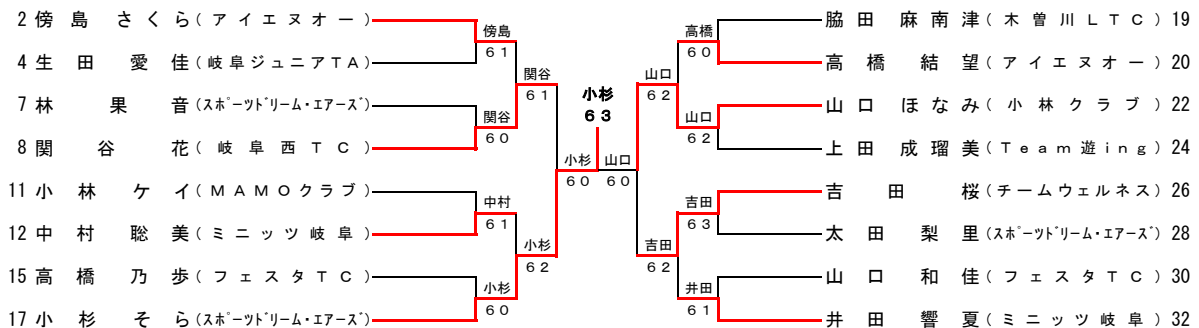 2 傍島 さくら(アイエヌオー)
4 生田 愛佳(岐阜ジュニアTA)
7 林 果音(スポーツドリーム・エアーズ)
8 関谷 花(岐阜西TC)
11 小林 ケイ(MAMOクラブ)
12 中村 聡美(ミニッツ岐阜)
15 高橋 乃歩(フェスタTC)
17 小杉 そら(スポーツドリーム・エアーズ)
傍島
61
関谷
60
中村
61
小杉
60
関谷
61
小杉
62
小杉
60
小杉
63
山口
60
山口
62
吉田
62
高橋
60
山口
62
吉田
63
井田
61
脇田 麻南津(木曽川LTC) 19
高橋 結望(アイエヌオー) 20
山口 ほなみ(小林クラブ) 22
上田 成瑠美(Team遊ing) 24
吉田 桜(チームウェルネス) 26
太田 梨里(スポーツドリーム・エアーズ) 28
山口 和佳(フェスタTC) 30
井田 響夏(ミニッツ岐阜) 32